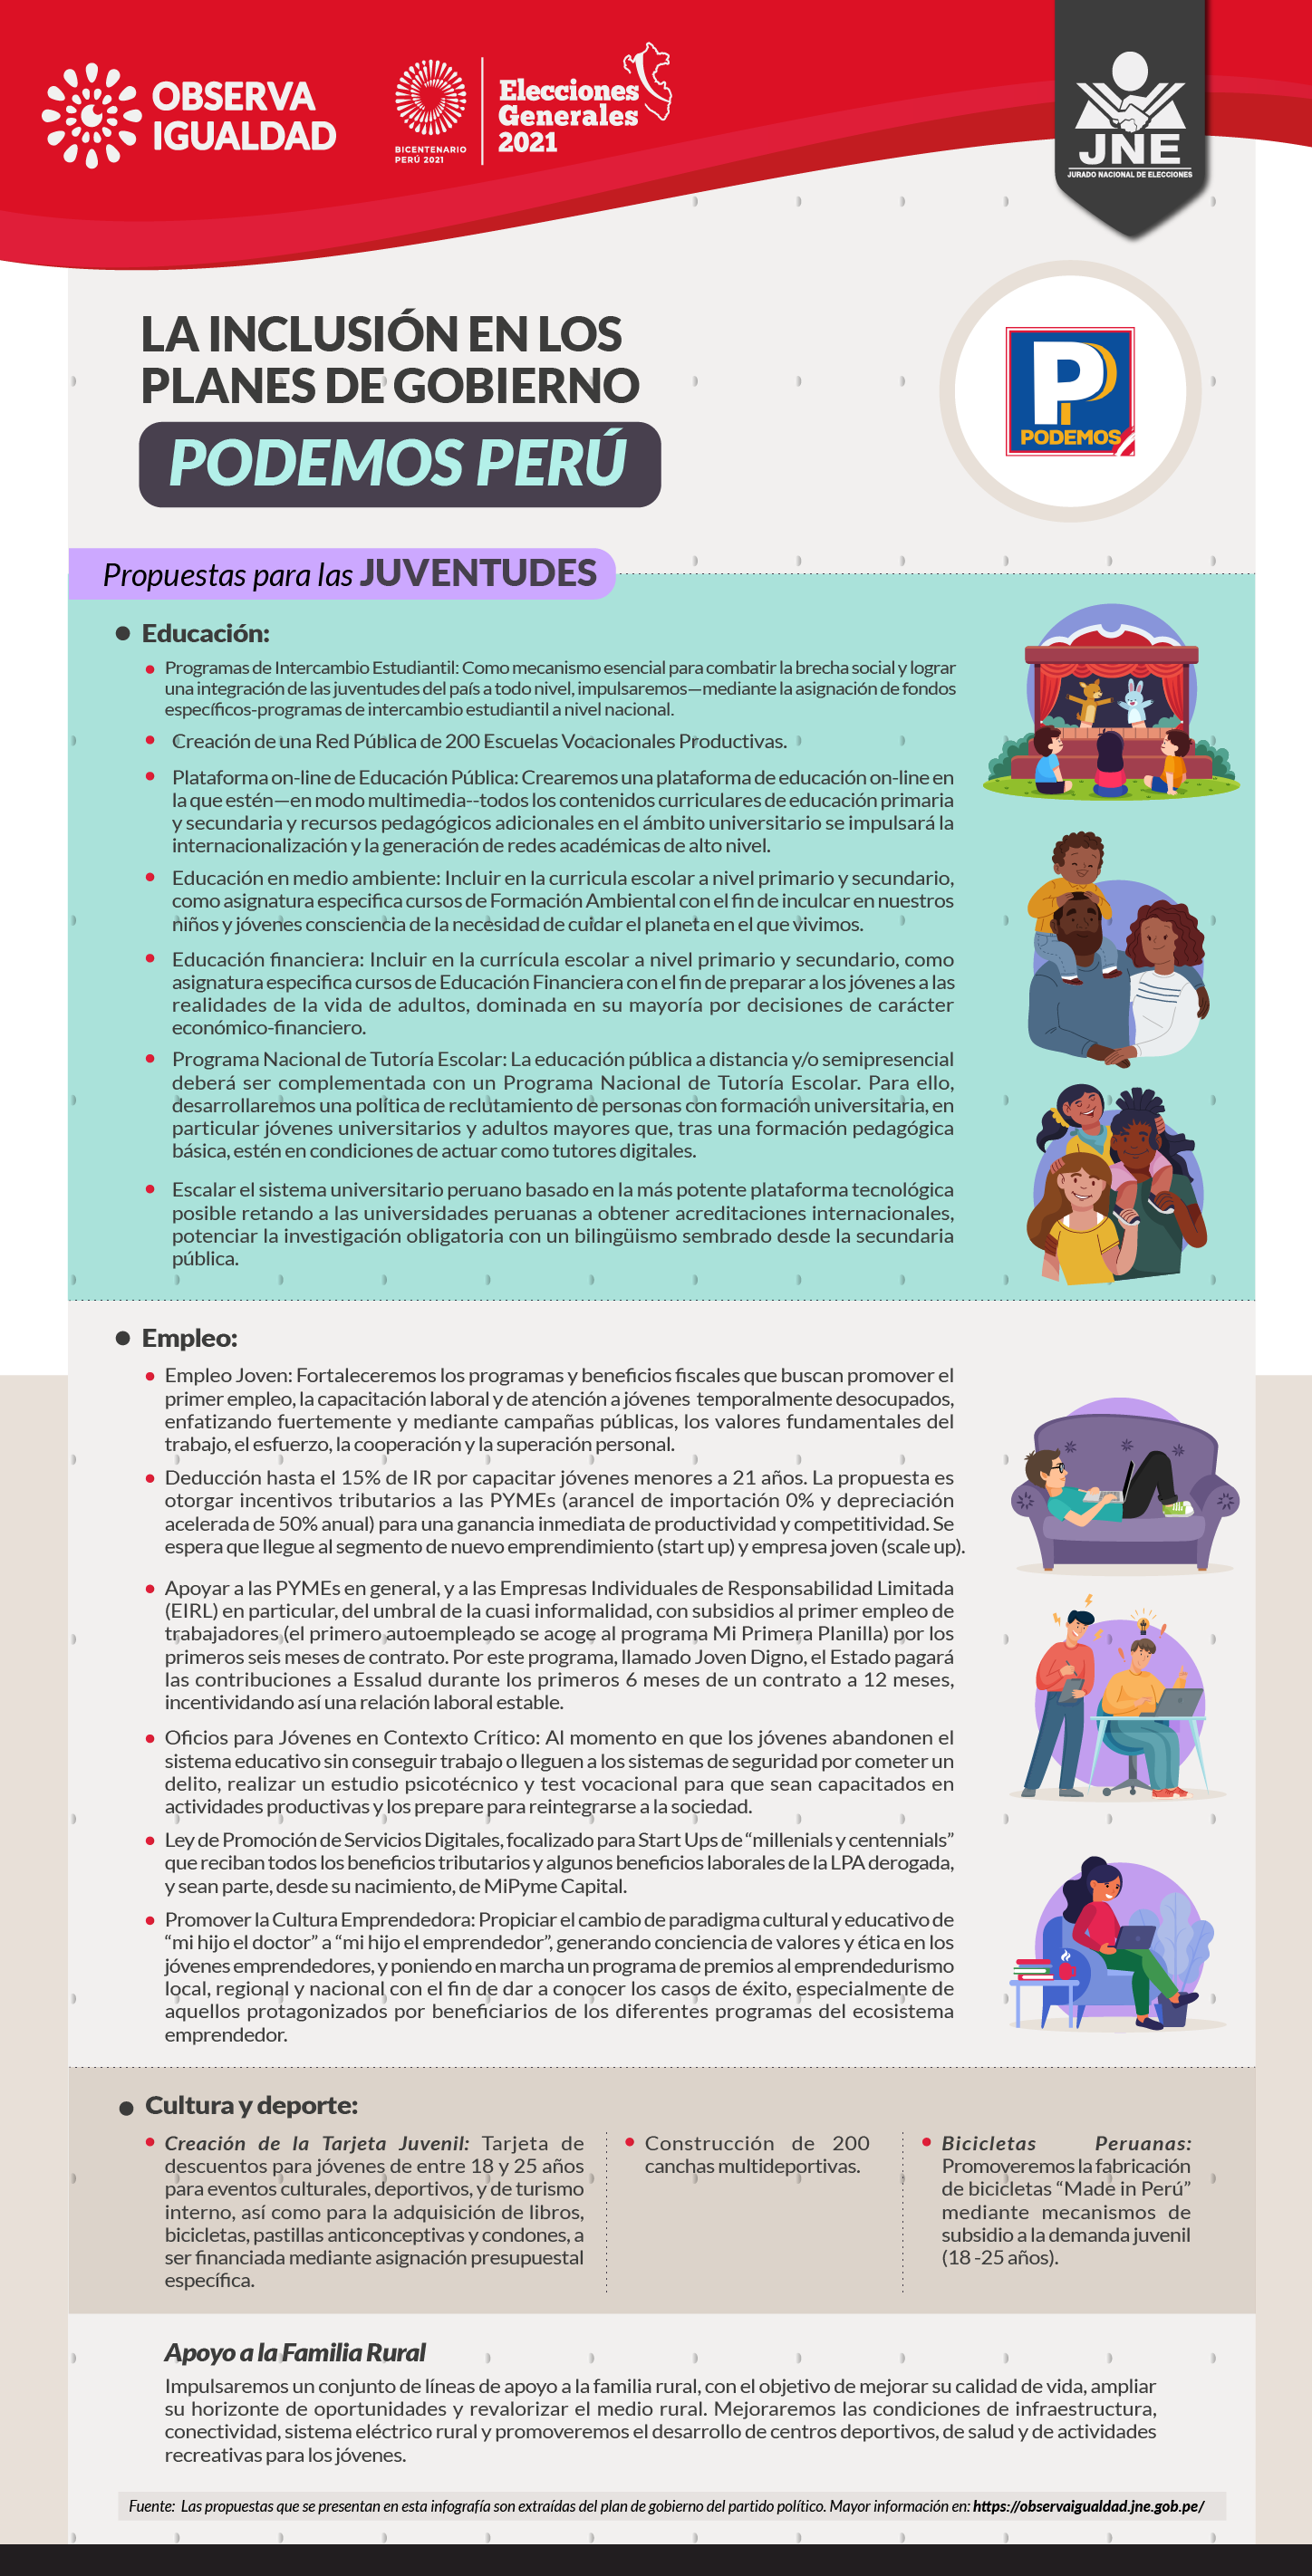 OBSERVA
IGUALDAD
BICENTENARIO
PERÚ 2021
Elecciones
Generales
2021
JNE
JURADO NACIONAL DE ELECCIONES
LA INCLUSIÓN EN LOS
PLANES DE GOBIERNO
PODEMOS PERÚ
P
PODEMOS
Propuestas para las JUVENTUDES
Educación:
Programas de Intercambio Estudiantil: Como mecanismo esencial para combatir la brecha social y lograr
una integración de las juventudes del país a todo nivel, impulsaremos—mediante la asignación de fondos
específicos-programas de intercambio estudiantil a nivel nacional.
Creación de una Red Pública de 200 Escuelas Vocacionales Productivas.
Plataforma on-line de Educación Pública: Crearemos una plataforma de educación on-line en
la que estén—en modo multimedia--todos los contenidos curriculares de educación primaria
y secundaria y recursos pedagógicos adicionales en el ámbito universitario se impulsará la
internacionalización y la generación de redes académicas de alto nivel.
Educación en medio ambiente: Incluir en la curricula escolar a nivel primario y secundario,
como asignatura especifica cursos de Formación Ambiental con el fin de inculcar en nuestros
niños y jóvenes consciencia de la necesidad de cuidar el planeta en el que vivimos.
Educación financiera: Incluir en la currícula escolar a nivel primario y secundario, como
asignatura especifica cursos de Educación Financiera con el fin de preparar a los jóvenes a las
realidades de la vida de adultos, dominada en su mayoría por decisiones de carácter
económico-financiero.
Programa Nacional de Tutoría Escolar: La educación pública a distancia y/o semipresencial
deberá ser complementada con un Programa Nacional de Tutoría Escolar. Para ello,
desarrollaremos una política de reclutamiento de personas con formación universitaria, en
particular jóvenes universitarios y adultos mayores que, tras una formación pedagógica
básica, estén en condiciones de actuar como tutores digitales.
Escalar el sistema universitario peruano basado en la más potente plataforma tecnológica
posible retando a las universidades peruanas a obtener acreditaciones internacionales,
potenciar la investigación obligatoria con un bilingüismo sembrado desde la secundaria
pública.
Empleo:
Empleo Joven: Fortaleceremos los programas y beneficios fiscales que buscan promover el
primer empleo, la capacitación laboral y de atención a jóvenes temporalmente desocupados,
enfatizando fuertemente y mediante campañas públicas, los valores fundamentales del
trabajo, el esfuerzo, la cooperación y la superación personal.
Deducción hasta el 15% de IR por capacitar jóvenes menores a 21 años. La propuesta es
otorgar incentivos tributarios a las PYMEs (arancel de importación 0% y depreciación
acelerada de 50% anual) para una ganancia inmediata de productividad y competitividad. Se
espera que llegue al segmento de nuevo emprendimiento (start up) y empresa joven (scale up).
Apoyar a las PYMEs en general, y a las Empresas Individuales de Responsabilidad Limitada
(EIRL) en particular, del umbral de la cuasi informalidad, con subsidios al primer empleo de
trabajadores (el primer autoempleado se acoge al programa Mi Primera Planilla) por los
primeros seis meses de contrato. Por este programa, llamado Joven Digno, el Estado pagará
las contribuciones a Essalud durante los primeros 6 meses de un contrato a 12 meses,
incentividando así una relación laboral estable.
Oficios para Jóvenes en Contexto Crítico: Al momento en que los jóvenes abandonen el
sistema educativo sin conseguir trabajo o lleguen a los sistemas de seguridad por cometer un
delito, realizar un estudio psicotécnico y test vocacional para que sean capacitados en
actividades productivas y los prepare para reintegrarse a la sociedad.
Ley de Promoción de Servicios Digitales, focalizado para Start Ups de “millenials y centennials”
que reciban todos los beneficios tributarios y algunos beneficios laborales de la LPA derogada,
y sean parte, desde su nacimiento, de MiPyme Capital.
Promover la Cultura Emprendedora: Propiciar el cambio de paradigma cultural y educativo de
“mi hijo el doctor” a “mi hijo el emprendedor”, generando conciencia de valores y ética en los
jóvenes emprendedores, y poniendo en marcha un programa de premios al emprendedurismo
local, regional y nacional con el fin de dar a conocer los casos de éxito, especialmente de
aquellos protagonizados por beneficiarios de los diferentes programas del ecosistema
emprendedor.
Cultura y deporte:
Creación de la Tarjeta Juvenil: Tarjeta de
descuentos para jóvenes de entre 18 y 25 años
para eventos culturales, deportivos, y de turismo
interno, así como para la adquisición de libros,
bicicletas, pastillas anticonceptivas y condones, a
ser financiada mediante asignación presupuestal
específica.
Construcción de 200
canchas multideportivas.
Bicicletas Peruanas:
Promoveremos la fabricación
de bicicletas “Made in Perú”
mediante mecanismos de
subsidio a la demanda juvenil
(18 -25 años).
Apoyo a la Familia Rural
Impulsaremos un conjunto de líneas de apoyo a la familia rural, con el objetivo de mejorar su calidad de vida, ampliar
su horizonte de oportunidades y revalorizar el medio rural. Mejoraremos las condiciones de infraestructura,
conectividad, sistema eléctrico rural y promoveremos el desarrollo de centros deportivos, de salud y de actividades
recreativas para los jóvenes.
Fuente: Las propuestas que se presentan en esta infografía son extraídas del plan de gobierno del partido político. Mayor información en: https://observaigualdad.jne.gob.pe/